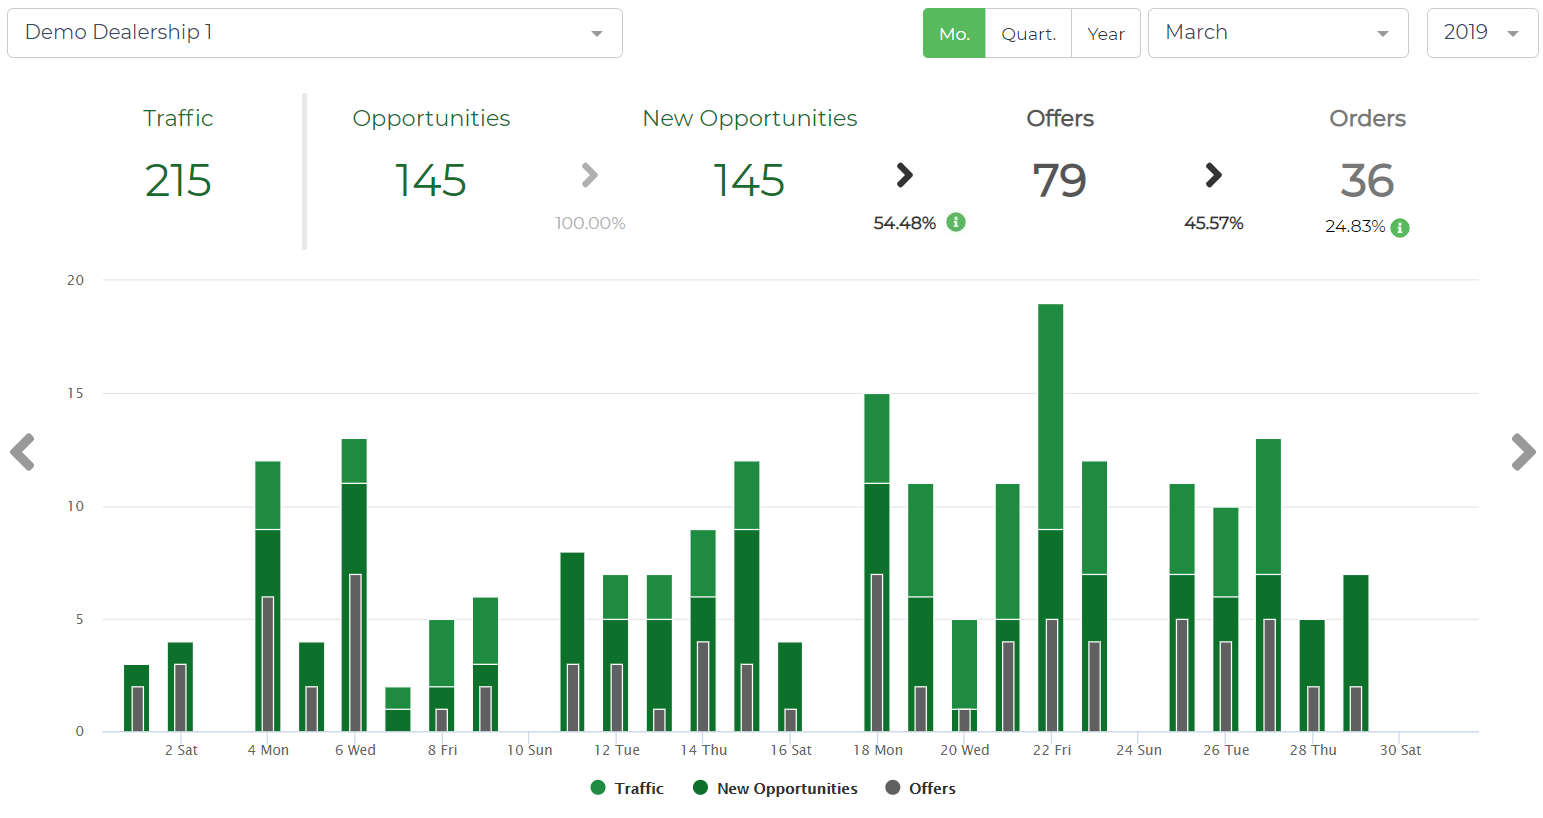 Demo Dealership 1
Mo. Quart. Year March 2019
Traffic Opportunities New Opportunities Offers Orders
215 145 145 79 36
100.00% 54.48% 45.57% 24.83%
20
15
10
5
0
2 Sat 4 Mon 6 Wed 8 Fri 10 Sun 12 Tue 14 Thu 16 Sat 18 Mon 20 Wed 22 Fri 24 Sun 26 Tue 28 Thu 30 Sat
Traffic New Opportunities Offers